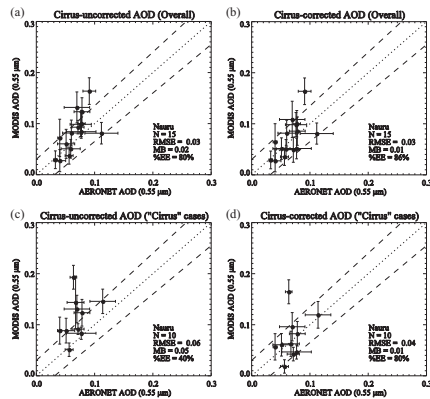 (a) Cirrus-uncorrected AOD (Overall)
0.3
0.2
0.1
0.0
MODIS AOD (0.55 μm)
Nauru
N = 15
RMSE = 0.03
MB = 0.02
%EE = 80%
0.0 0.1 0.2 0.3
AERONET AOD (0.55 μm)
(b) Cirrus-corrected AOD (Overall)
0.3
0.2
0.1
0.0
MODIS AOD (0.55 μm)
Nauru
N = 15
RMSE = 0.03
MB = 0.01
%EE = 86%
0.0 0.1 0.2 0.3
AERONET AOD (0.55 μm)
(c) Cirrus-uncorrected AOD ("Cirrus" cases)
0.3
0.2
0.1
0.0
MODIS AOD (0.55 μm)
Nauru
N = 10
RMSE = 0.06
MB = 0.05
%EE = 40%
0.0 0.1 0.2 0.3
AERONET AOD (0.55 μm)
(d) Cirrus-corrected AOD ("Cirrus" cases)
0.3
0.2
0.1
0.0
MODIS AOD (0.55 μm)
Nauru
N = 10
RMSE = 0.04
MB = 0.01
%EE = 80%
0.0 0.1 0.2 0.3
AERONET AOD (0.55 μm)